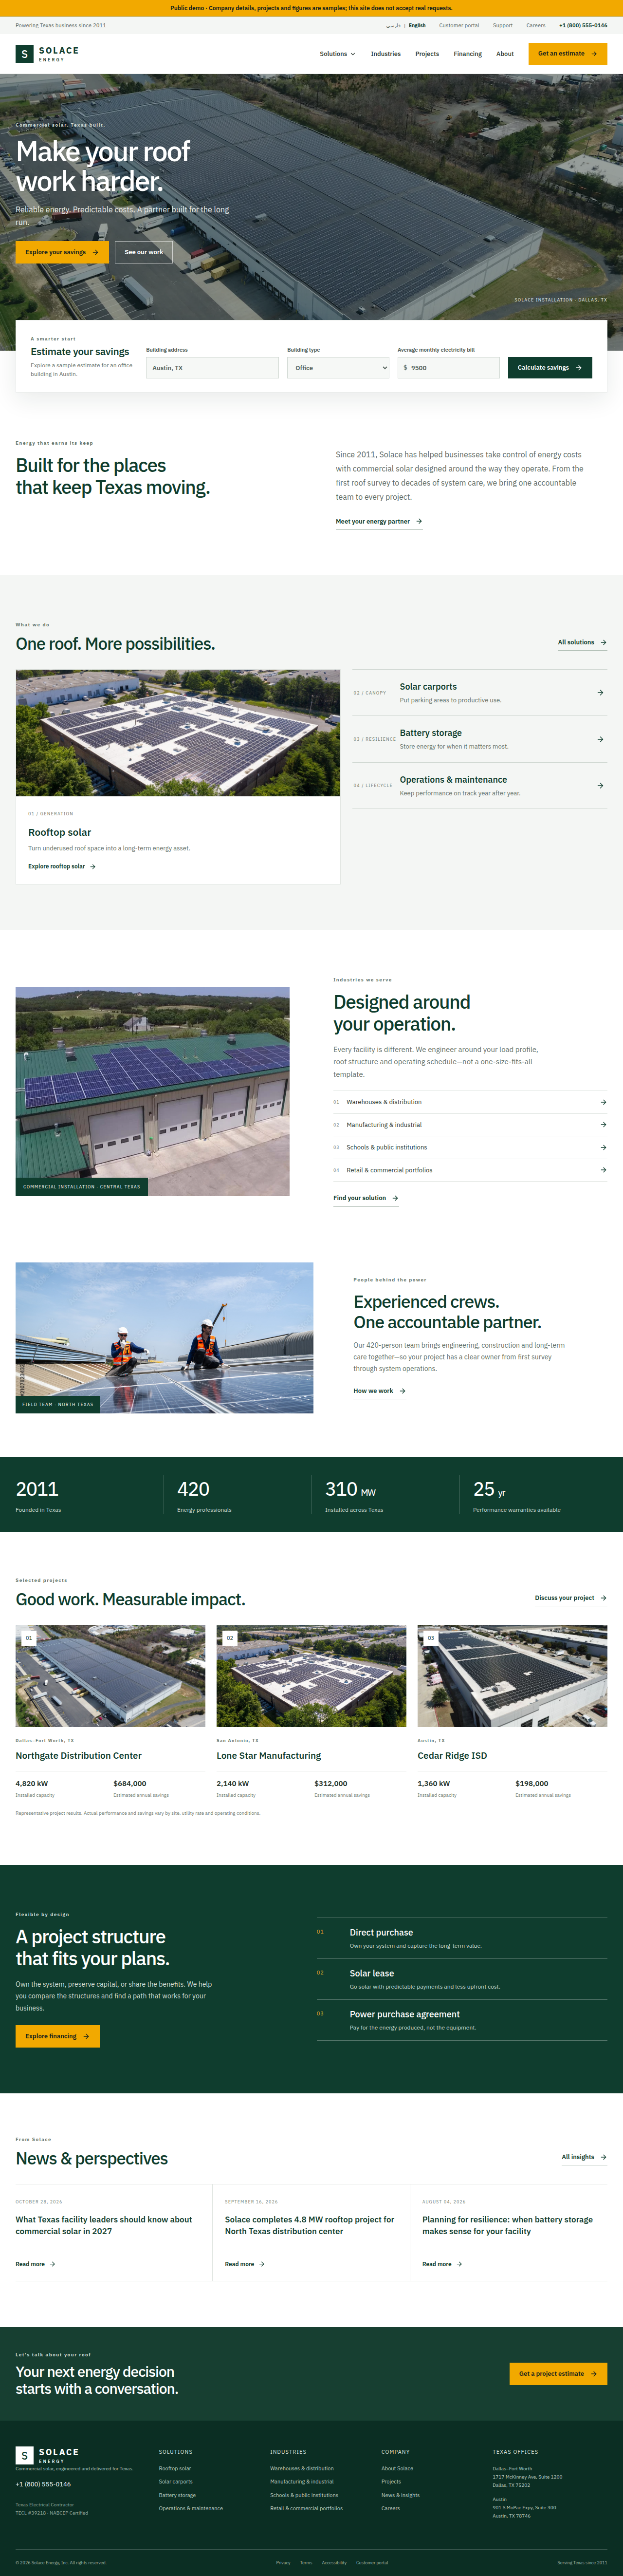 Public demo · Company details, projects and figures are samples; this site does not accept real requests.
Powering Texas business since 2011
فارسی | English
Customer portal
Support
Careers
+1 (800) 555-0146
S
SOLACE
ENERGY
Solutions
Industries
Projects
Financing
About
Get an estimate
Commercial solar. Texas built.
Make your roof
work harder.
Reliable energy. Predictable costs. A partner built for the long
run.
Explore your savings
See our work
SOLACE INSTALLATION · DALLAS, TX
A smarter start
Estimate your savings
Explore a sample estimate for an office
building in Austin.
Building address
Austin, TX
Building type
Office
Average monthly electricity bill
$ 9500
Calculate savings
Energy that earns its keep
Built for the places
that keep Texas moving.
Since 2011, Solace has helped businesses take control of energy costs
with commercial solar designed around the way they operate. From the
first roof survey to decades of system care, we bring one accountable
team to every project.
Meet your energy partner
What we do
One roof. More possibilities.
All solutions
01 / GENERATION
Rooftop solar
Turn underused roof space into a long-term energy asset.
Explore rooftop solar
02 / CANOPY
Solar carports
Put parking areas to productive use.
03 / RESILIENCE
Battery storage
Store energy for when it matters most.
04 / LIFECYCLE
Operations & maintenance
Keep performance on track year after year.
COMMERCIAL INSTALLATION · CENTRAL TEXAS
Industries we serve
Designed around
your operation.
Every facility is different. We engineer around your load profile,
roof structure and operating schedule—not a one-size-fits-all
template.
01 Warehouses & distribution
02 Manufacturing & industrial
03 Schools & public institutions
04 Retail & commercial portfolios
Find your solution
FIELD TEAM · NORTH TEXAS
People behind the power
Experienced crews.
One accountable partner.
Our 420-person team brings engineering, construction and long-term
care together—so your project has a clear owner from first survey
through system operations.
How we work
2011
Founded in Texas
420
Energy professionals
310 MW
Installed across Texas
25 yr
Performance warranties available
Selected projects
Good work. Measurable impact.
Discuss your project
01
Dallas–Fort Worth, TX
Northgate Distribution Center
4,820 kW
Installed capacity
$684,000
Estimated annual savings
02
San Antonio, TX
Lone Star Manufacturing
2,140 kW
Installed capacity
$312,000
Estimated annual savings
03
Austin, TX
Cedar Ridge ISD
1,360 kW
Installed capacity
$198,000
Estimated annual savings
Representative project results. Actual performance and savings vary by site, utility rate and operating conditions.
Flexible by design
A project structure
that fits your plans.
Own the system, preserve capital, or share the benefits. We help
you compare the structures and find a path that works for your
business.
Explore financing
01
Direct purchase
Own your system and capture the long-term value.
02
Solar lease
Go solar with predictable payments and less upfront cost.
03
Power purchase agreement
Pay for the energy produced, not the equipment.
From Solace
News & perspectives
All insights
OCTOBER 28, 2026
What Texas facility leaders should know about
commercial solar in 2027
Read more
SEPTEMBER 16, 2026
Solace completes 4.8 MW rooftop project for
North Texas distribution center
Read more
AUGUST 04, 2026
Planning for resilience: when battery storage
makes sense for your facility
Read more
Let's talk about your roof
Your next energy decision
starts with a conversation.
Get a project estimate
S
SOLACE
ENERGY
Commercial solar, engineered and delivered for Texas.
+1 (800) 555-0146
Texas Electrical Contractor
TECL #39218 · NABCEP Certified
SOLUTIONS
Rooftop solar
Solar carports
Battery storage
Operations & maintenance
INDUSTRIES
Warehouses & distribution
Manufacturing & industrial
Schools & public institutions
Retail & commercial portfolios
COMPANY
About Solace
Projects
News & insights
Careers
TEXAS OFFICES
Dallas–Fort Worth
1717 McKinney Ave, Suite 1200
Dallas, TX 75202
Austin
901 S MoPac Expy, Suite 300
Austin, TX 78746
© 2026 Solace Energy, Inc. All rights reserved.
Privacy
Terms
Accessibility
Customer portal
Serving Texas since 2011